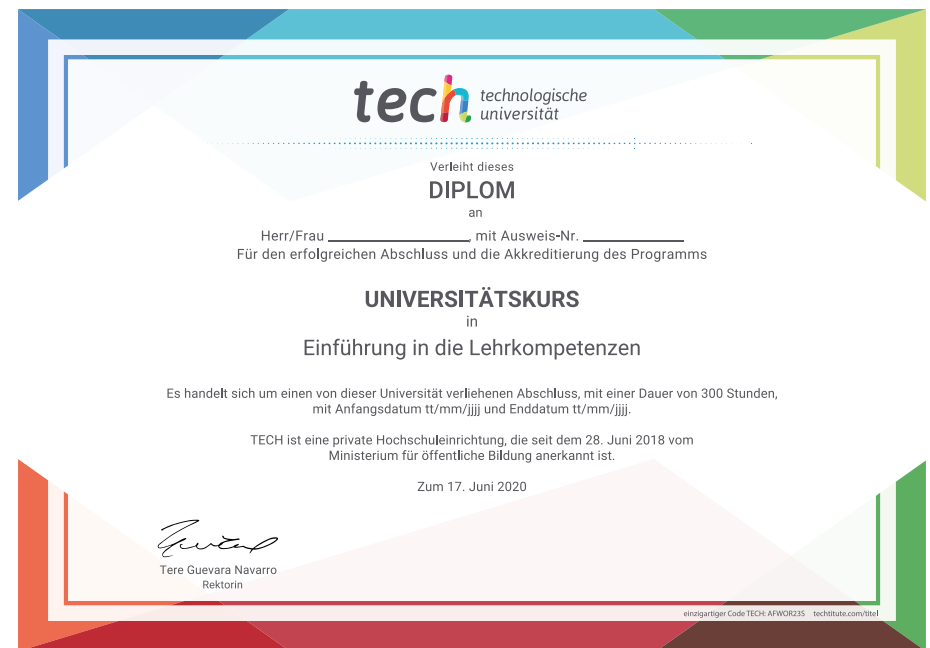 tech technologische
universität
Verleiht dieses
DIPLOM
an
Herr/Frau ____________________, mit Ausweis-Nr. ______________
Für den erfolgreichen Abschluss und die Akkreditierung des Programms
UNIVERSITÄTSKURS
in
Einführung in die Lehrkompetenzen
Es handelt sich um einen von dieser Universität verliehenen Abschluss, mit einer Dauer von 300 Stunden,
mit Anfangsdatum tt/mm/jjjj und Enddatum tt/mm/jjjj.
TECH ist eine private Hochschuleinrichtung, die seit dem 28. Juni 2018 vom
Ministerium für öffentliche Bildung anerkannt ist.
Zum 17. Juni 2020
Tere Guevara Navarro
Rektorin
einzigartiger Code TECH: AFWOR23S techtitute.com/titel